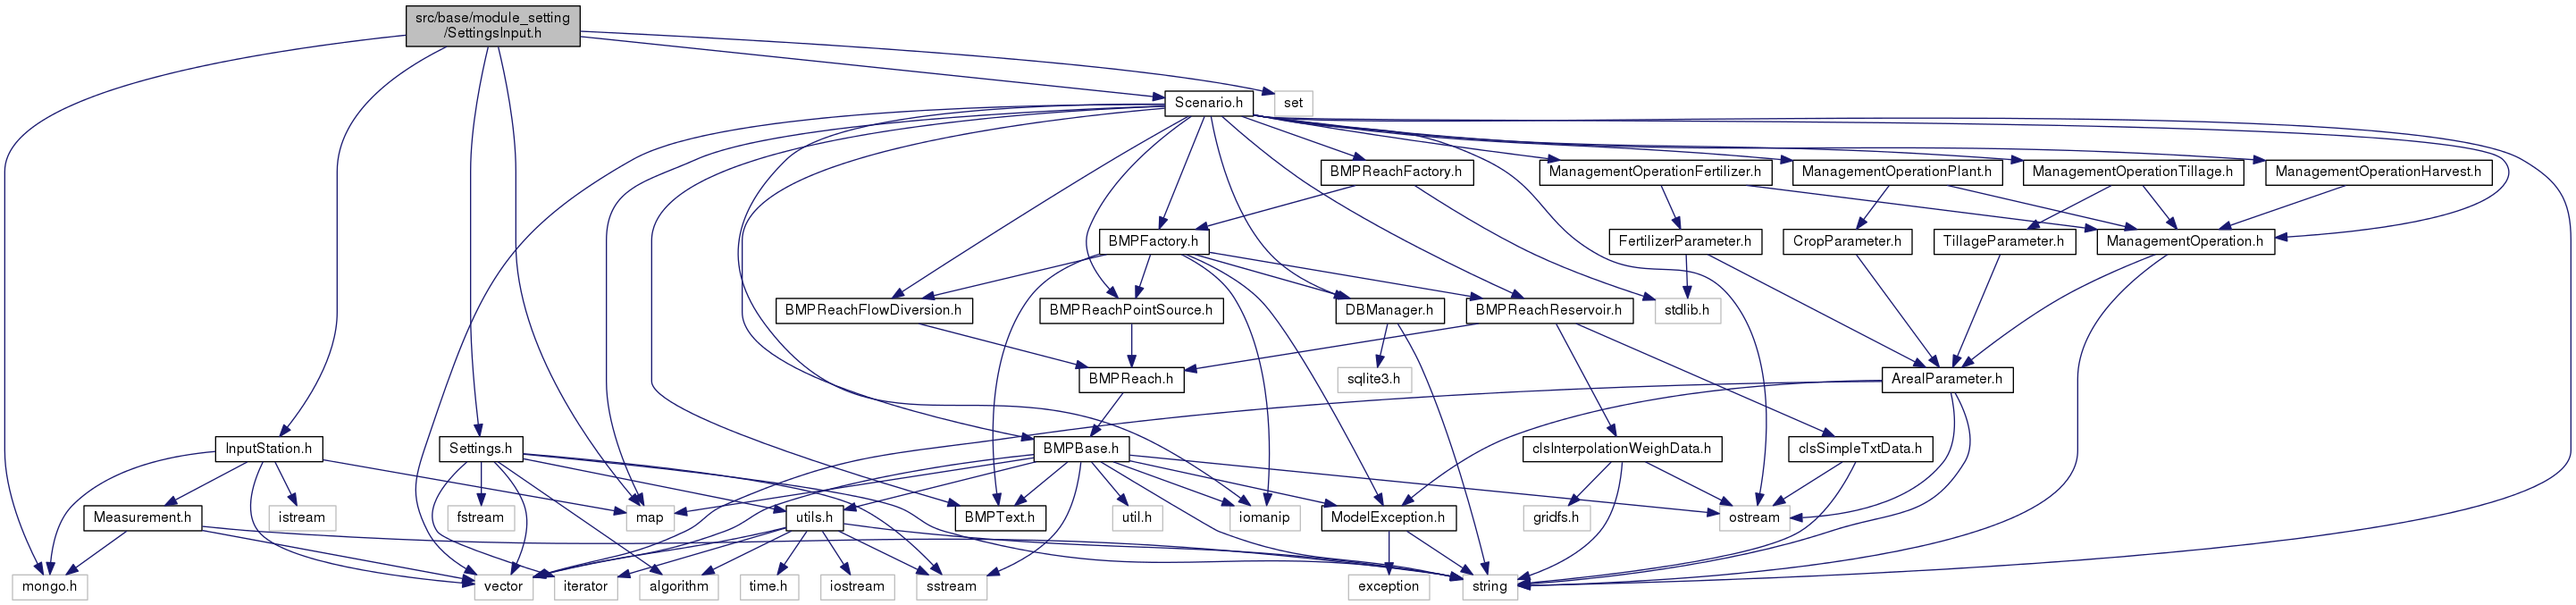 src/base/module_setting
/SettingsInput.h
Scenario.h
set
BMPReachFactory.h
ManagementOperationFertilizer.h
ManagementOperationPlant.h
ManagementOperationTillage.h
ManagementOperationHarvest.h
BMPFactory.h
FertilizerParameter.h
CropParameter.h
TillageParameter.h
ManagementOperation.h
BMPReachFlowDiversion.h
BMPReachPointSource.h
DBManager.h
BMPReachReservoir.h
stdlib.h
BMPReach.h
sqlite3.h
ArealParameter.h
InputStation.h
Settings.h
BMPBase.h
clsInterpolationWeighData.h
clsSimpleTxtData.h
Measurement.h
istream
fstream
map
utils.h
BMPText.h
util.h
iomanip
ModelException.h
gridfs.h
ostream
mongo.h
vector
iterator
algorithm
time.h
iostream
sstream
exception
string